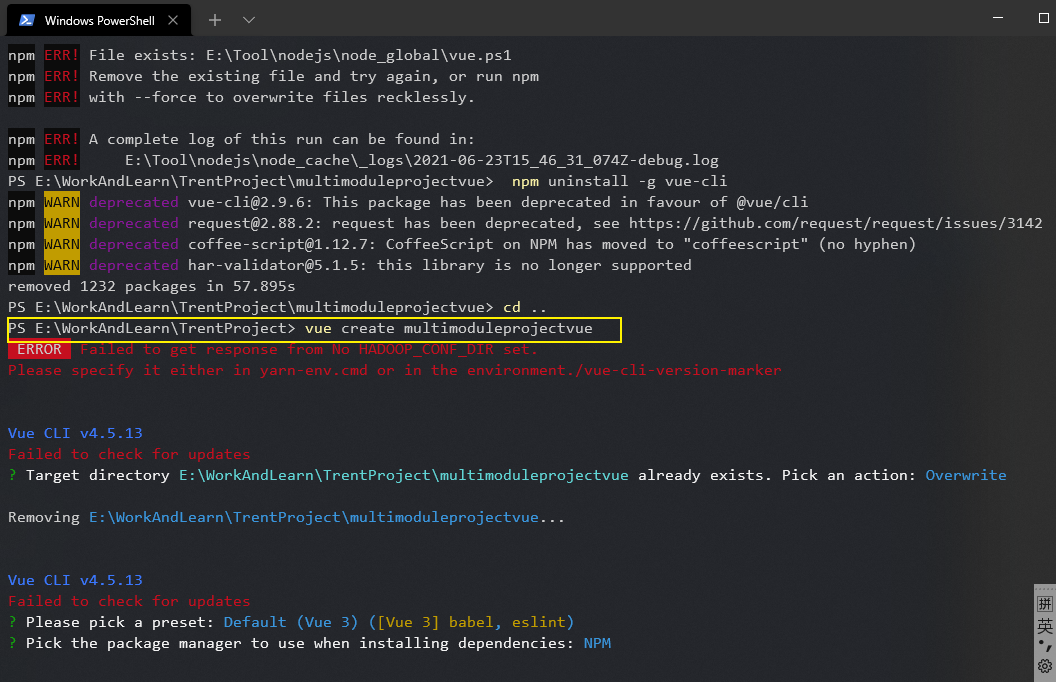 Windows PowerShell
npm ERR! File exists: E:\Tool\nodejs\node_global\vue.ps1
npm ERR! Remove the existing file and try again, or run npm
npm ERR! with --force to overwrite files recklessly.
npm ERR! A complete log of this run can be found in:
npm ERR!     E:\Tool\nodejs\node_cache\_logs\2021-06-23T15_46_31_074Z-debug.log
PS E:\WorkAndLearn\TrentProject\multimoduleprojectvue>  npm uninstall -g vue-cli
npm WARN deprecated vue-cli@2.9.6: This package has been deprecated in favour of @vue/cli
npm WARN deprecated request@2.88.2: request has been deprecated, see https://github.com/request/request/issues/3142
npm WARN deprecated coffee-script@1.12.7: CoffeeScript on NPM has moved to "coffeescript" (no hyphen)
npm WARN deprecated har-validator@5.1.5: this library is no longer supported
removed 1232 packages in 57.895s
PS E:\WorkAndLearn\TrentProject\multimoduleprojectvue> cd ..
PS E:\WorkAndLearn\TrentProject> vue create multimoduleprojectvue
ERROR Failed to get response from No HADOOP_CONF_DIR set.
Please specify it either in yarn-env.cmd or in the environment./vue-cli-version-marker
Vue CLI v4.5.13
Failed to check for updates
? Target directory E:\WorkAndLearn\TrentProject\multimoduleprojectvue already exists. Pick an action: Overwrite
Removing E:\WorkAndLearn\TrentProject\multimoduleprojectvue...
Vue CLI v4.5.13
Failed to check for updates
? Please pick a preset: Default (Vue 3) ([Vue 3] babel, eslint)
? Pick the package manager to use when installing dependencies: NPM
拼
英